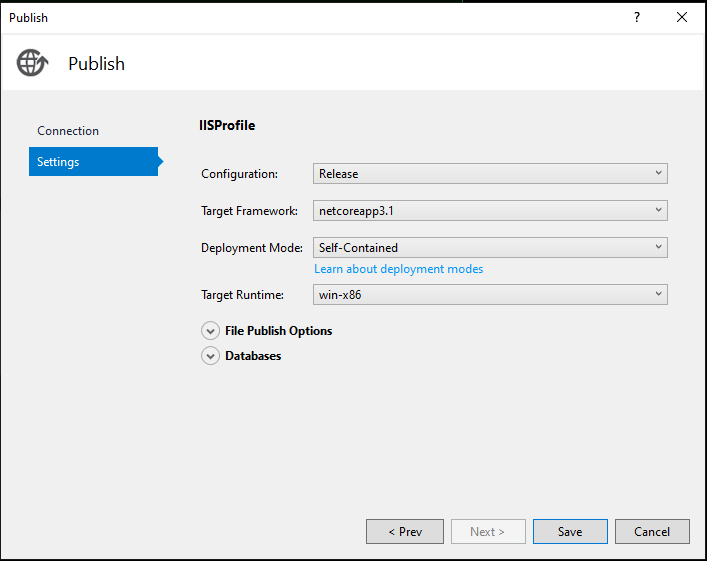 Publish
?
Publish
Connection
Settings
IISProfile
Configuration: Release
Target Framework: netcoreapp3.1
Deployment Mode: Self-Contained
Learn about deployment modes
Target Runtime: win-x86
File Publish Options
Databases
< Prev Next > Save Cancel